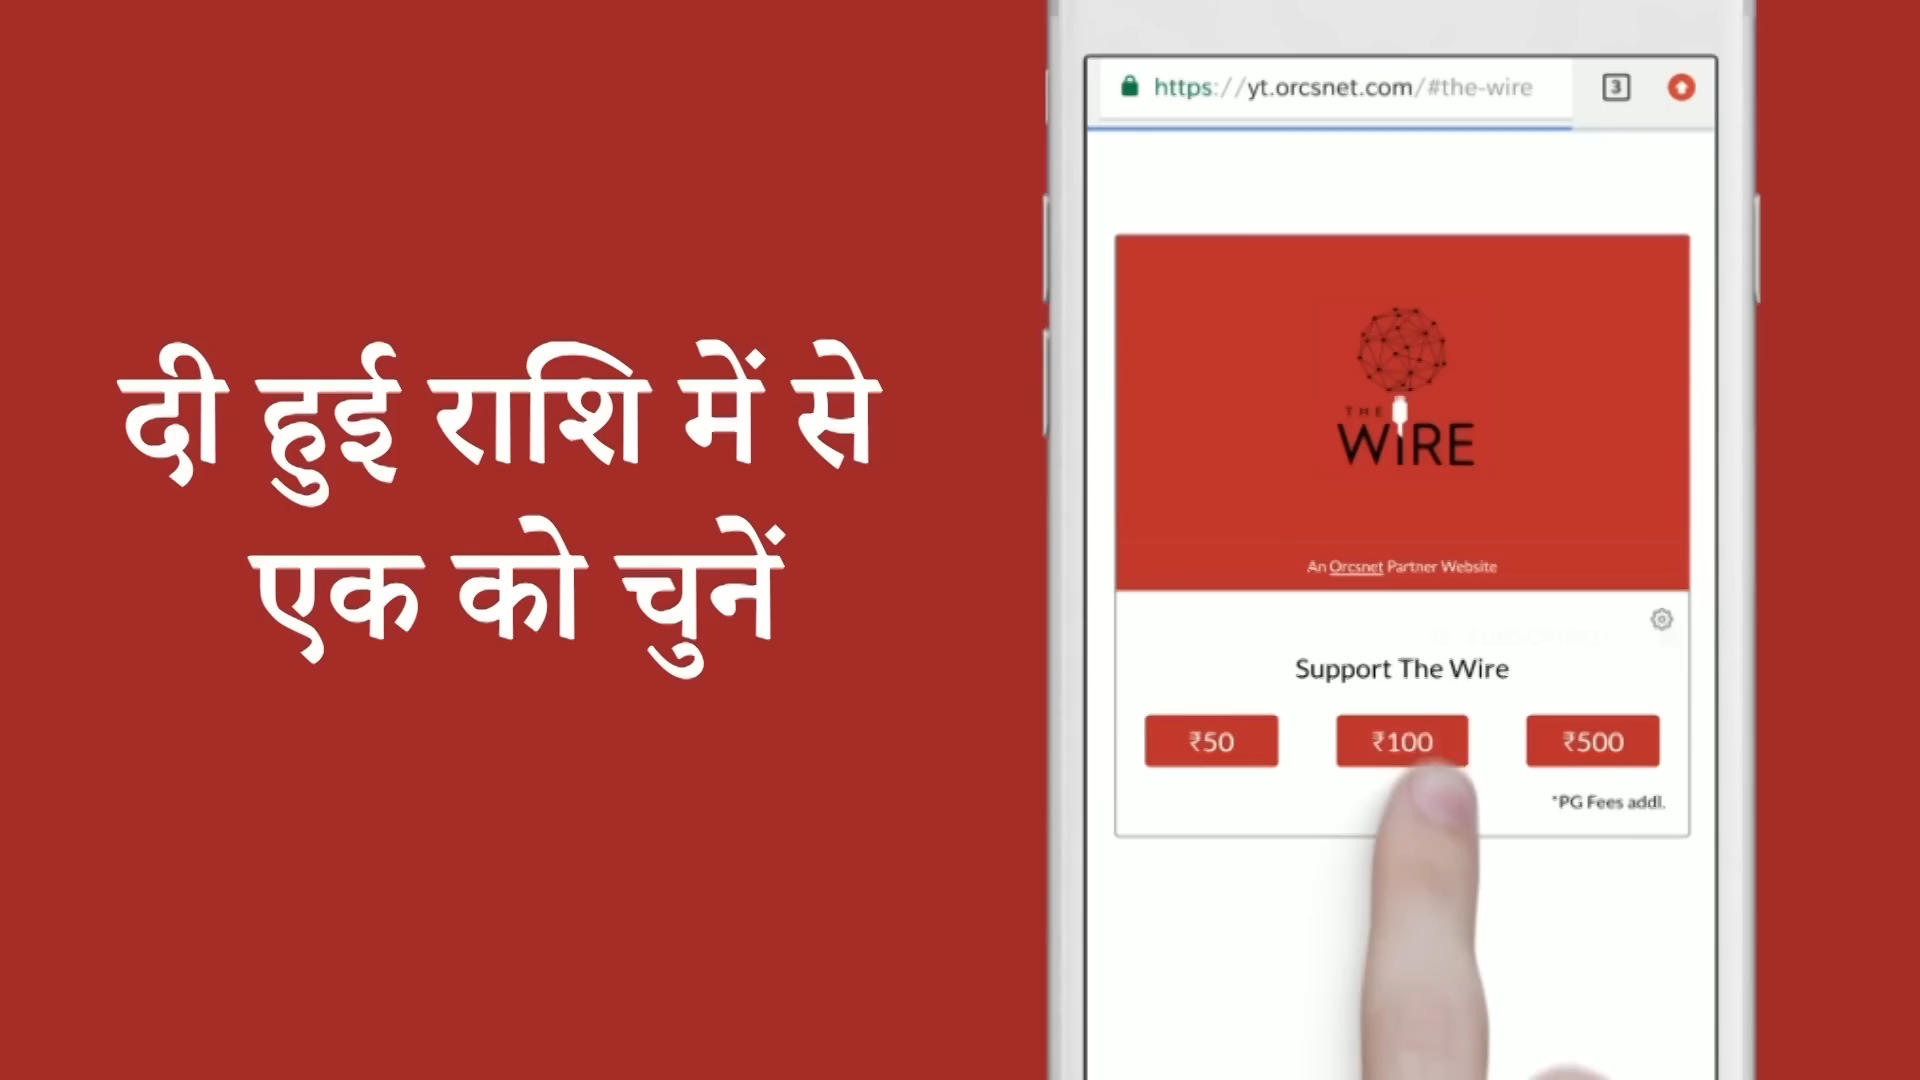 दी हुई राशि में से
एक को चुनें
https://yt.orcsnet.com/#the-wire
3
THE
WIRE
An Orcsnet Partner Website
Support The Wire
₹50 ₹100 ₹500
*PG Fees addl.